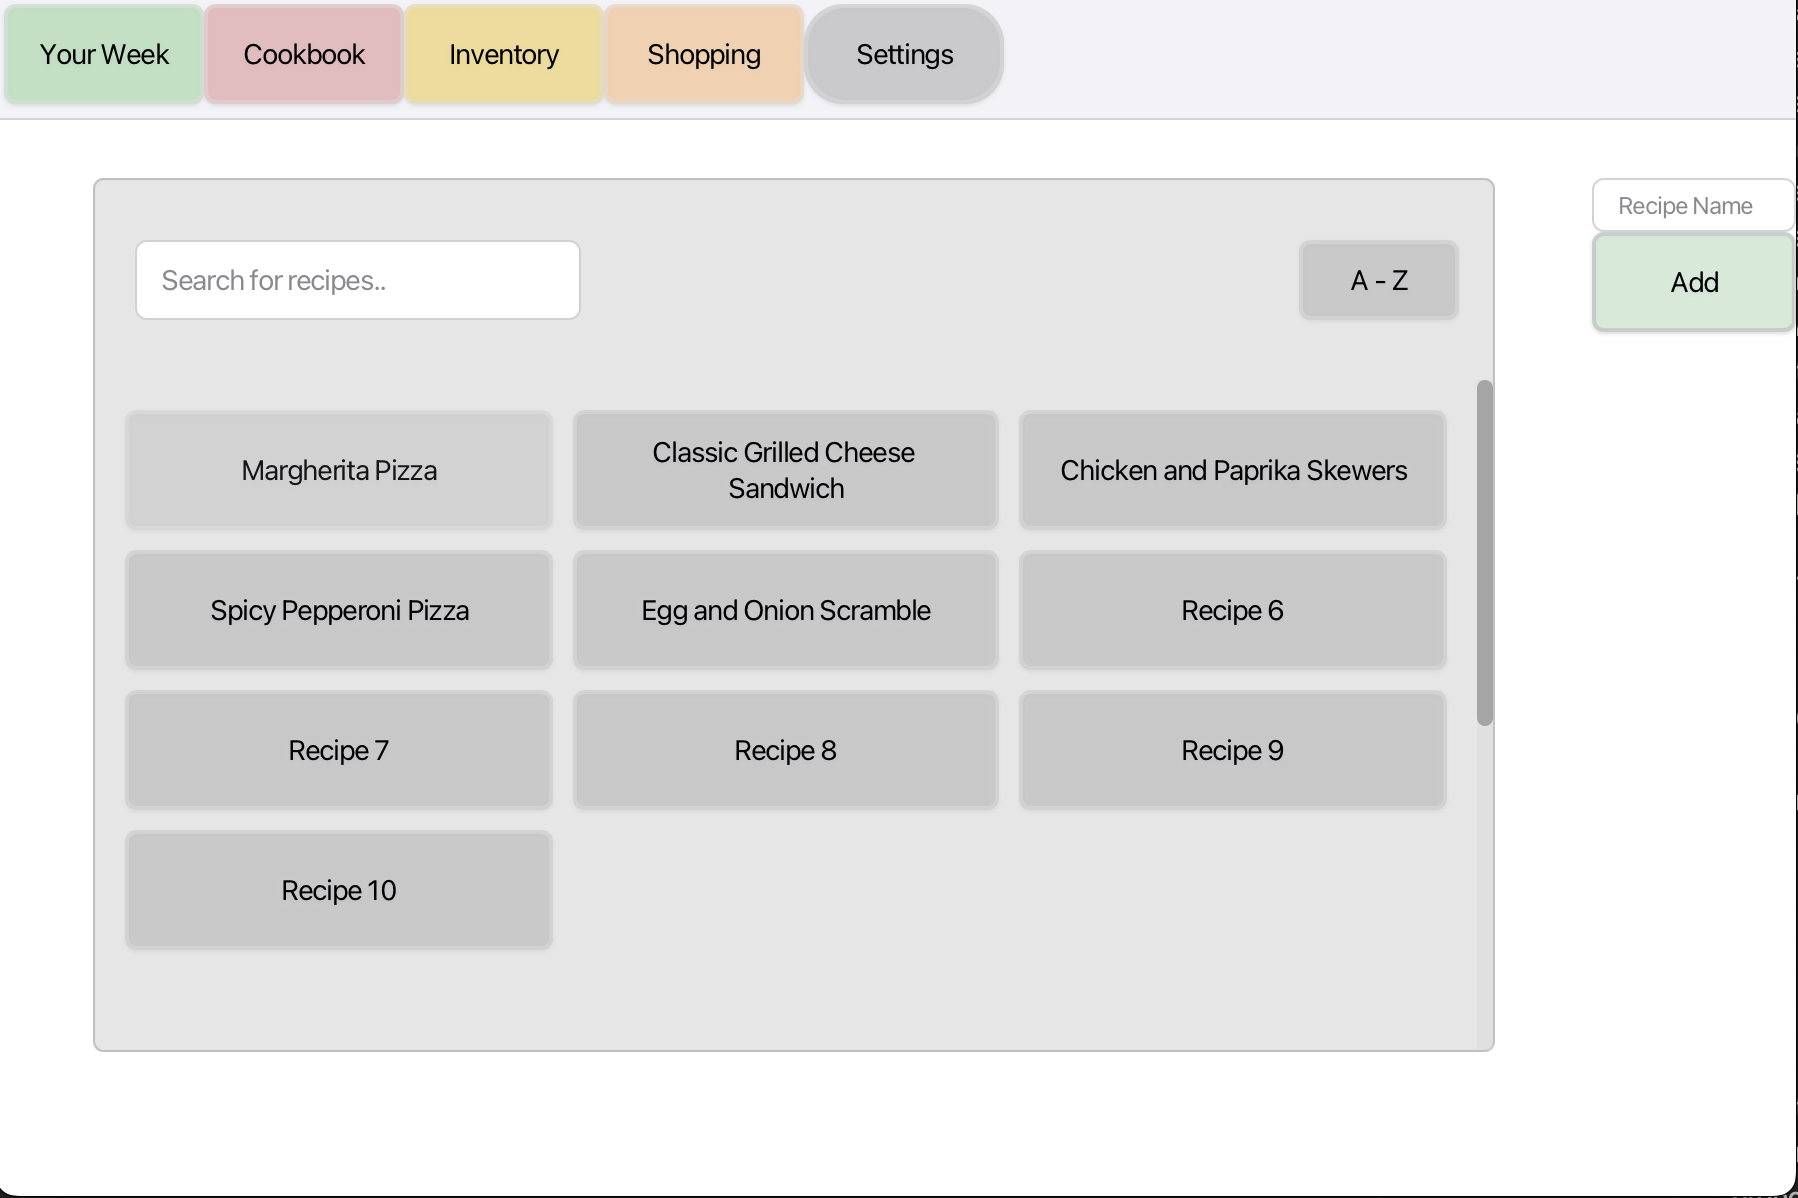 Your Week
Cookbook
Inventory
Shopping
Settings
Search for recipes..
A - Z
Recipe Name
Add
Margherita Pizza
Classic Grilled Cheese
Sandwich
Chicken and Paprika Skewers
Spicy Pepperoni Pizza
Egg and Onion Scramble
Recipe 6
Recipe 7
Recipe 8
Recipe 9
Recipe 10